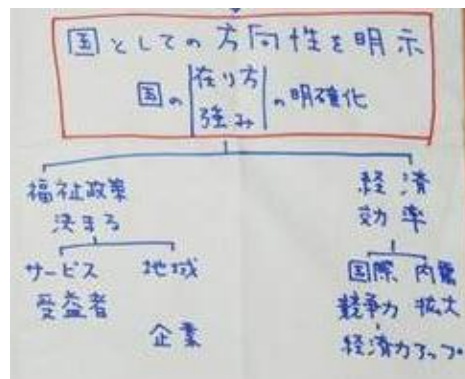 国としての方向性を明示
国の 在り方 の明確化
強み
福祉政策
決まる
経済
効率
サービス 地域
受益者
企業
国際 内需
競争力 拡大
経済力アップ